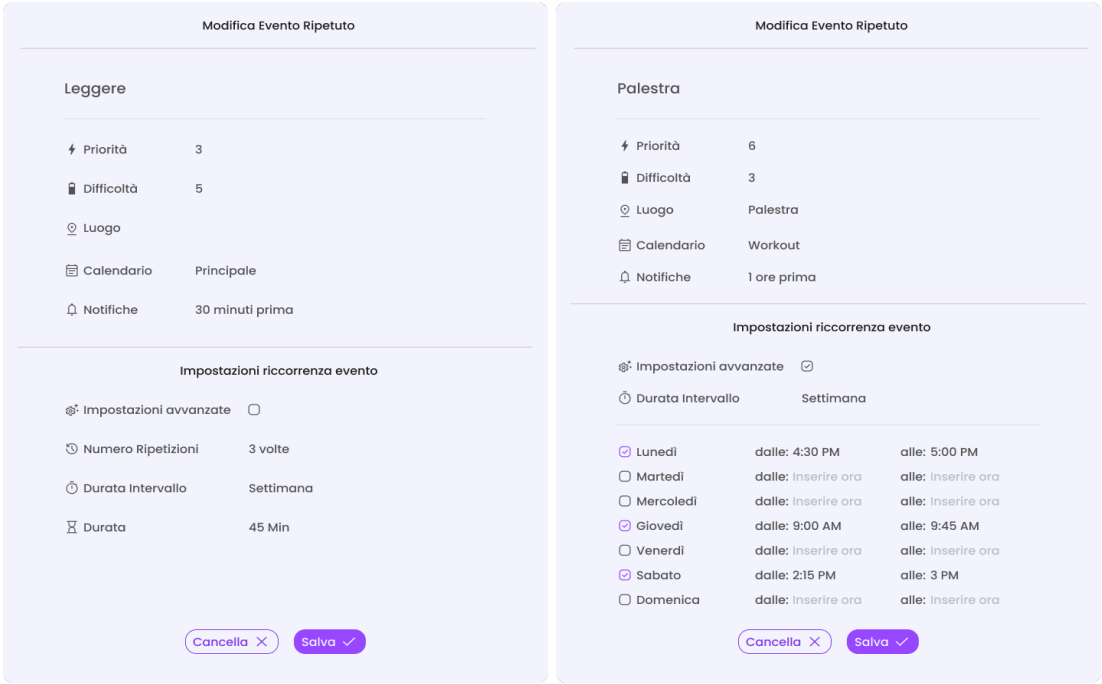 Modifica Evento Ripetuto
Leggere
Priorità 3
Difficoltà 5
Luogo
Calendario Principale
Notifiche 30 minuti prima
Impostazioni riccorrenza evento
Impostazioni avvanzate
Numero Ripetizioni 3 volte
Durata Intervallo Settimana
Durata 45 Min
Cancella Salva
Modifica Evento Ripetuto
Palestra
Priorità 6
Difficoltà 3
Luogo Palestra
Calendario Workout
Notifiche 1 ore prima
Impostazioni riccorrenza evento
Impostazioni avvanzate
Durata Intervallo Settimana
Lunedì dalle: 4:30 PM alle: 5:00 PM
Martedì dalle: Inserire ora alle: Inserire ora
Mercoledì dalle: Inserire ora alle: Inserire ora
Giovedì dalle: 9:00 AM alle: 9:45 AM
Venerdì dalle: Inserire ora alle: Inserire ora
Sabato dalle: 2:15 PM alle: 3 PM
Domenica dalle: Inserire ora alle: Inserire ora
Cancella Salva